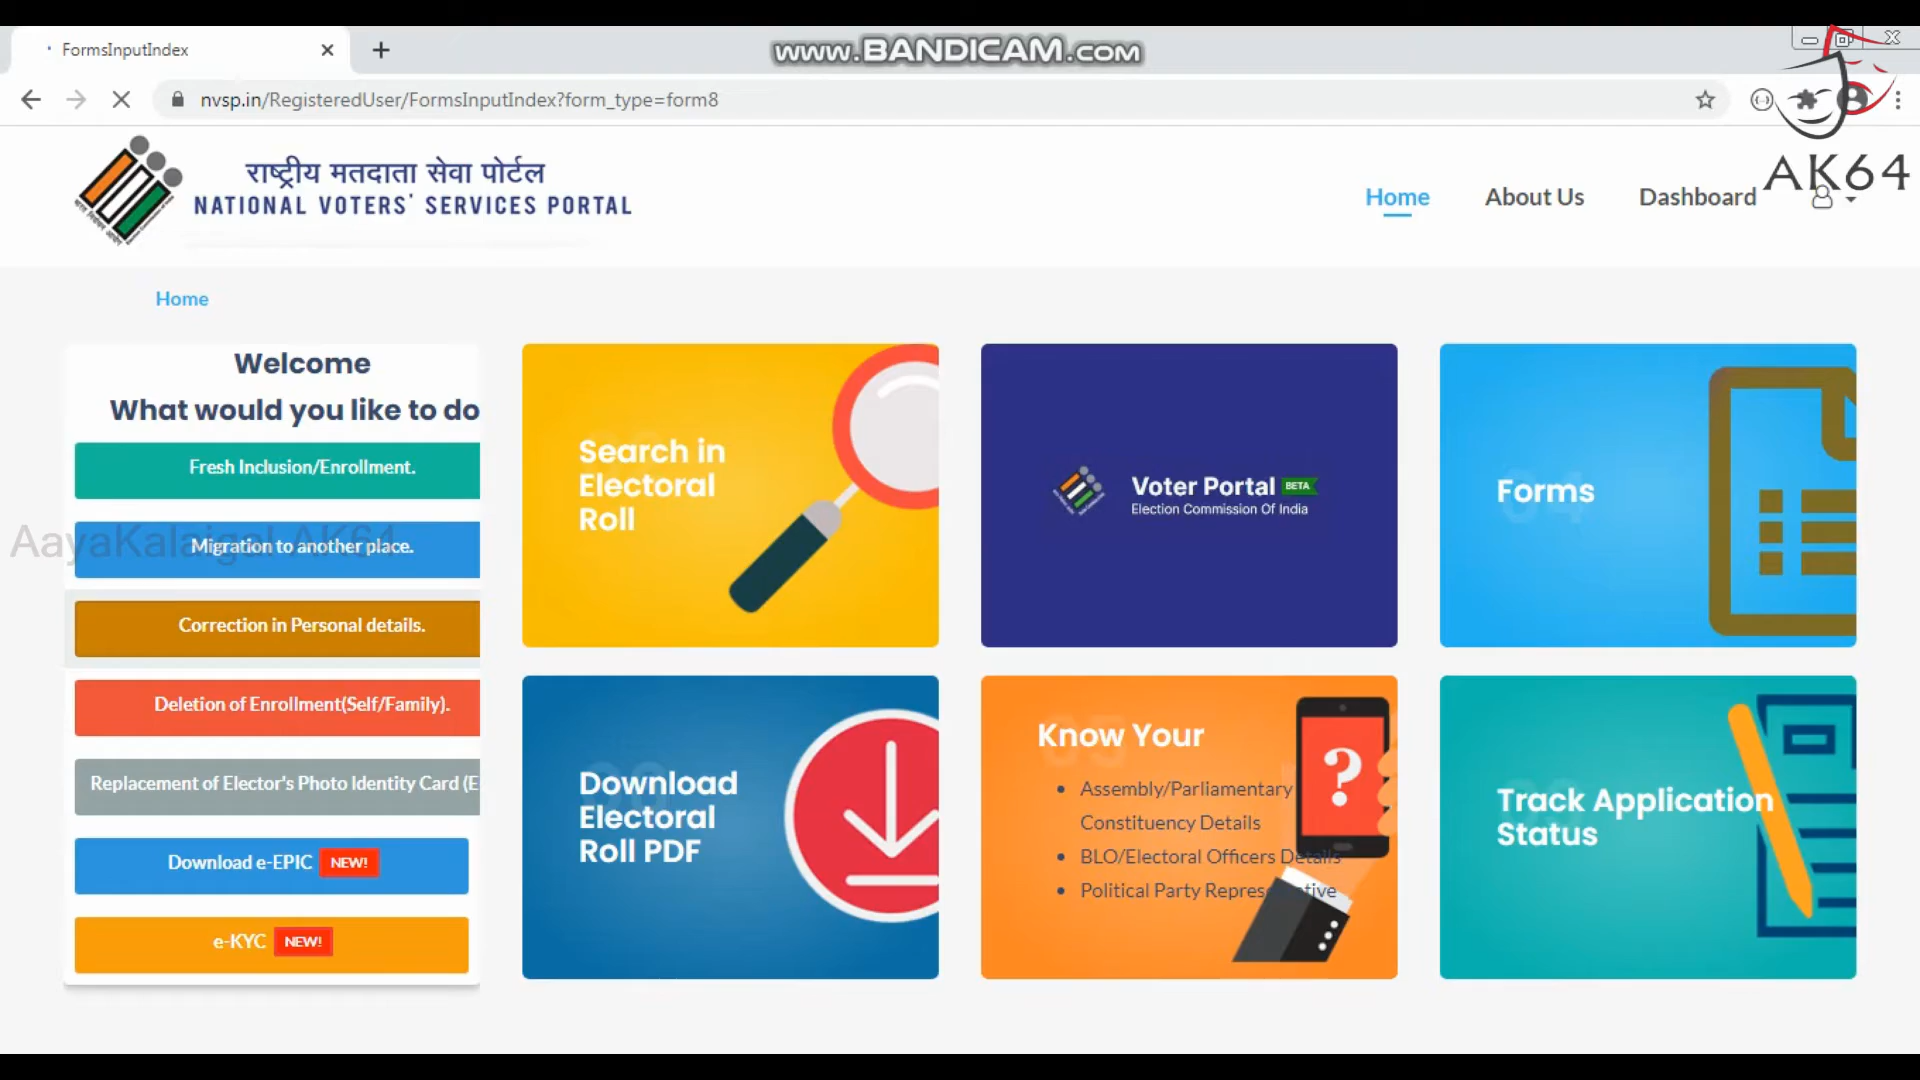 FormsInputIndex
www.BANDICAM.com
nvsp.in/RegisteredUser/FormsInputIndex?form_type=form8
राष्ट्रीय मतदाता सेवा पोर्टल
NATIONAL VOTERS' SERVICES PORTAL
Home
About Us
Dashboard
AK64
Home
Welcome
What would you like to do
Fresh Inclusion/Enrollment.
AayaKalaigal AK64
Migration to another place.
Correction in Personal details.
Deletion of Enrollment(Self/Family).
Replacement of Elector's Photo Identity Card (E
Download e-EPIC NEW!
e-KYC NEW!
Search in
Electoral
Roll
Voter Portal BETA
Election Commission Of India
Forms
Download
Electoral
Roll PDF
Know Your
Assembly/Parliamentary
Constituency Details
BLO/Electoral Officers Details
Political Party Representative
Track Application
Status